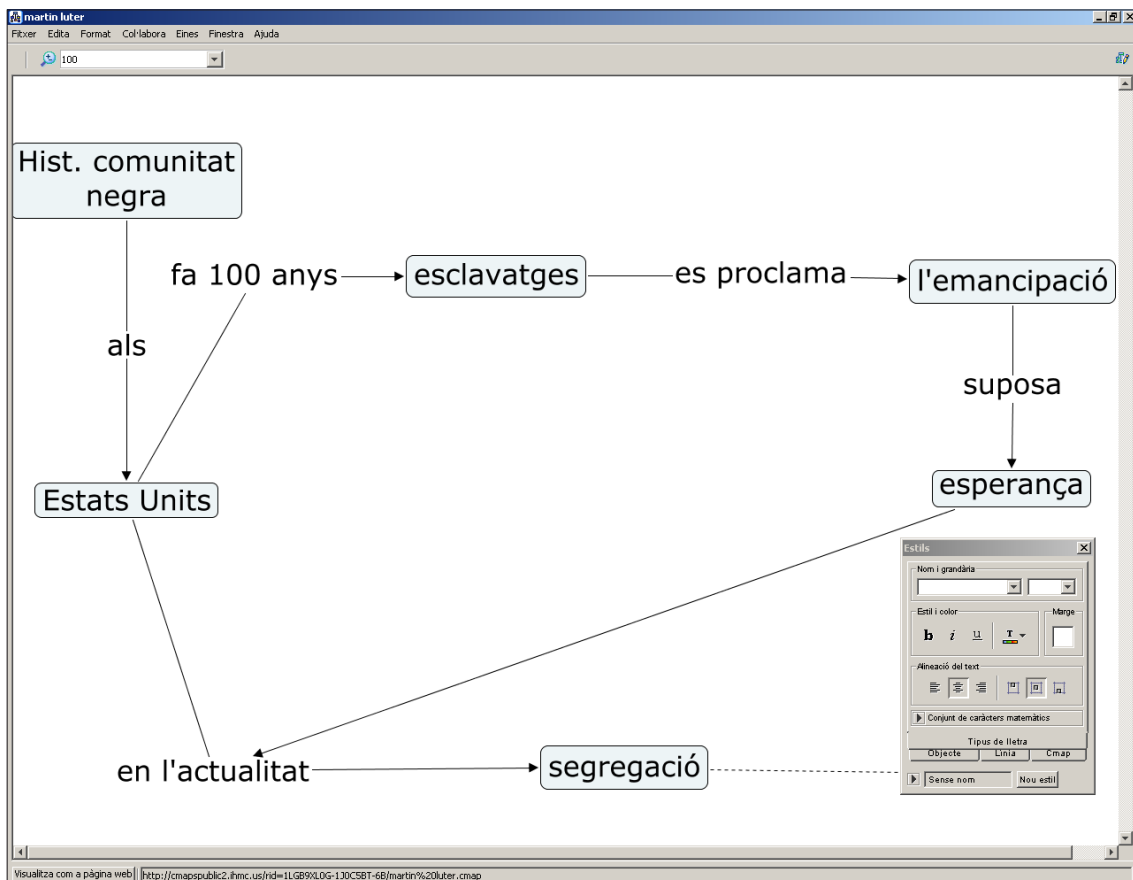 martin luter
Fitxer Edita Format Col·labora Eines Finestra Ajuda
100
Hist. comunitat
negra
fa 100 anys
esclavatges
es proclama
l'emancipació
als
suposa
Estats Units
esperança
Estils
Nom i grandària
Estil i color
Marge
b i u T
Alineació del text
Conjunt de caràcters matemàtics
Tipus de lletra
Objecte Línia Cmap
Sense nom Nou estil
en l'actualitat
segregació
Visualitza com a pàgina web http://cmapspublic2.ihmc.us/rid=1LGB9XL0G-1J0C5BT-6B/martin%20luter.cmap